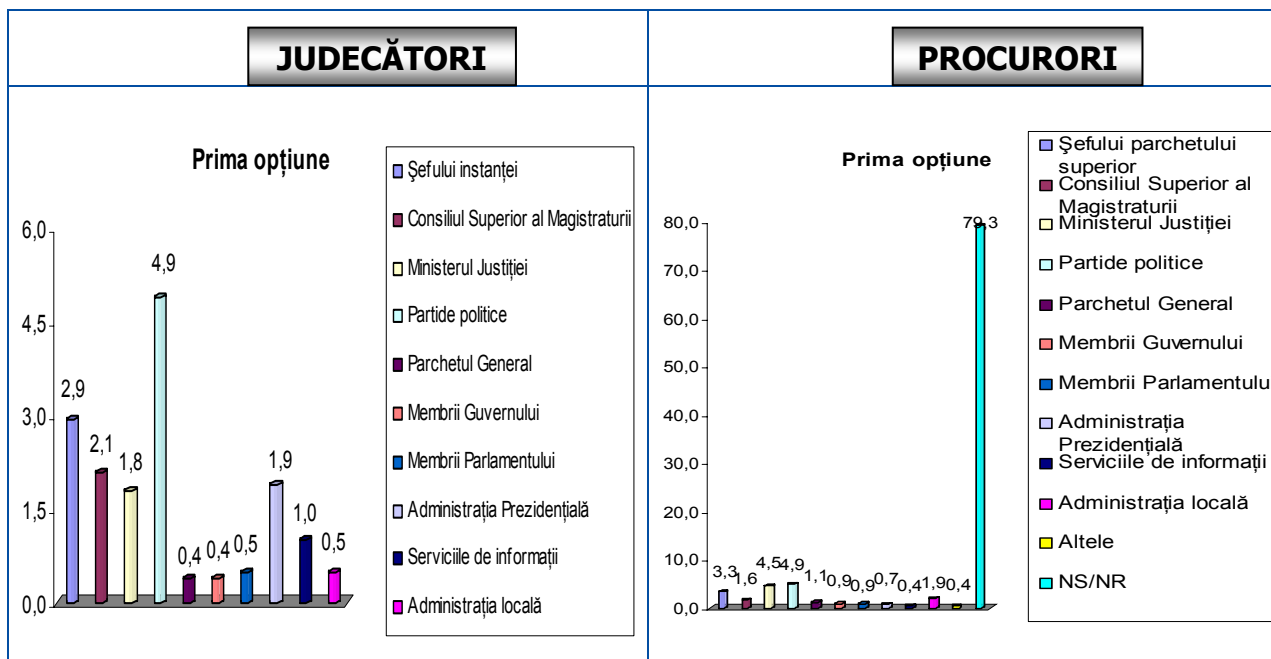 JUDECĂTORI
Prima opțiune
6,0
4,5
3,0
1,5
0,0
2,9
2,1
1,8
4,9
0,4
0,4
0,5
1,9
1,0
0,5
Şefului instanței
Consiliul Superior al Magistraturii
Ministerul Justiției
Partide politice
Parchetul General
Membrii Guvernului
Membrii Parlamentului
Administrația Prezidențială
Serviciile de informații
Administrația locală
PROCURORI
Prima opțiune
80,0
70,0
60,0
50,0
40,0
30,0
20,0
10,0
0,0
3,3
1,6
4,5
4,9
1,1
0,9
0,9
0,7
0,4
1,9
0,4
79,3
Şefului parchetului
superior
Consiliul Superior al
Magistraturii
Ministerul Justiției
Partide politice
Parchetul General
Membrii Guvernului
Membrii Parlamentulu
Administrația
Prezidențială
Serviciile de informații
Administrația locală
Altele
NS/NR